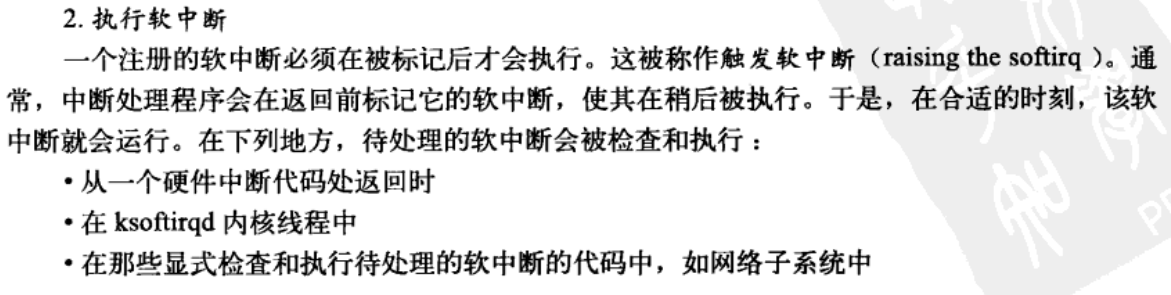 2. 执行软中断
一个注册的软中断必须在被标记后才会执行。这被称作触发软中断（raising the softirq ）。通
常，中断处理程序会在返回前标记它的软中断，使其在稍后被执行。于是，在合适的时刻，该软
中断就会运行。在下列地方，待处理的软中断会被检查和执行：
• 从一个硬件中断代码处返回时
• 在 ksoftirqd 内核线程中
• 在那些显式检查和执行待处理的软中断的代码中，如网络子系统中